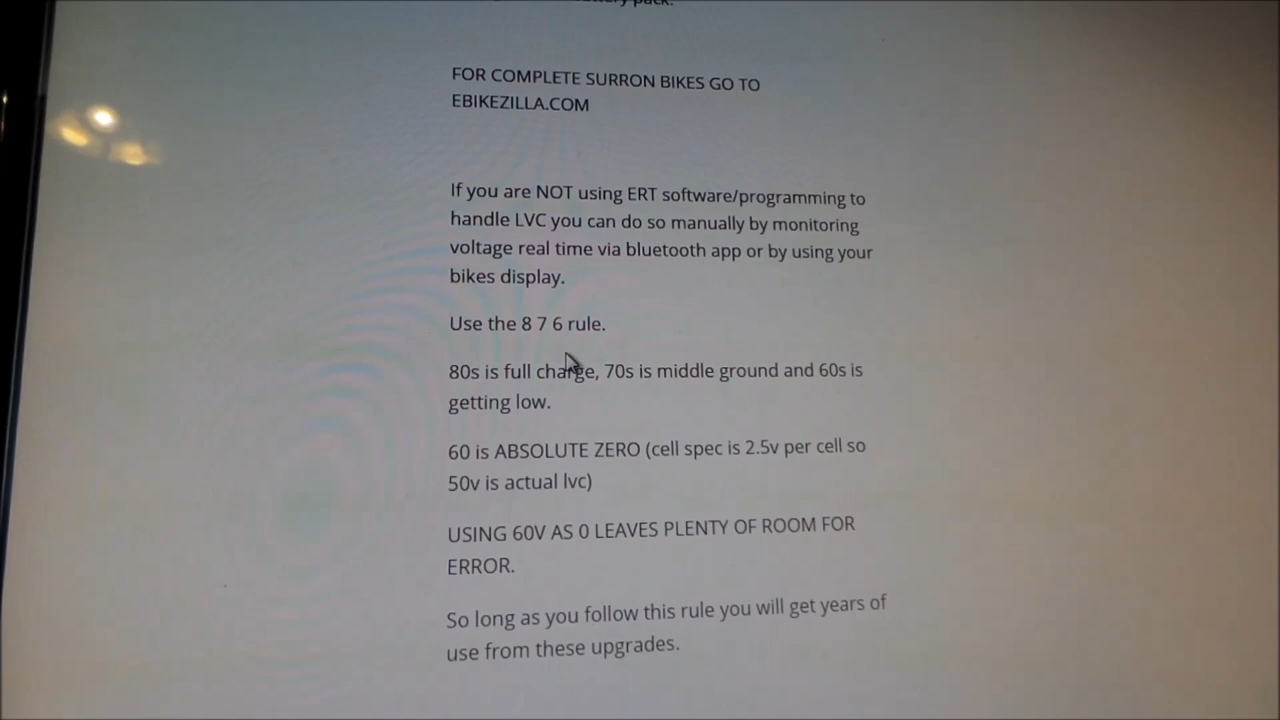 pack.
FOR COMPLETE SURRON BIKES GO TO
EBIKEZILLA.COM
If you are NOT using ERT software/programming to
handle LVC you can do so manually by monitoring
voltage real time via bluetooth app or by using your
bikes display.
Use the 8 7 6 rule.
80s is full charge, 70s is middle ground and 60s is
getting low.
60 is ABSOLUTE ZERO (cell spec is 2.5v per cell so
50v is actual lvc)
USING 60V AS 0 LEAVES PLENTY OF ROOM FOR
ERROR.
So long as you follow this rule you will get years of
use from these upgrades.